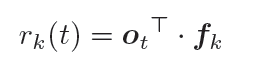 r_k(t) = 𝒐_t^⊤ · 𝒇_k